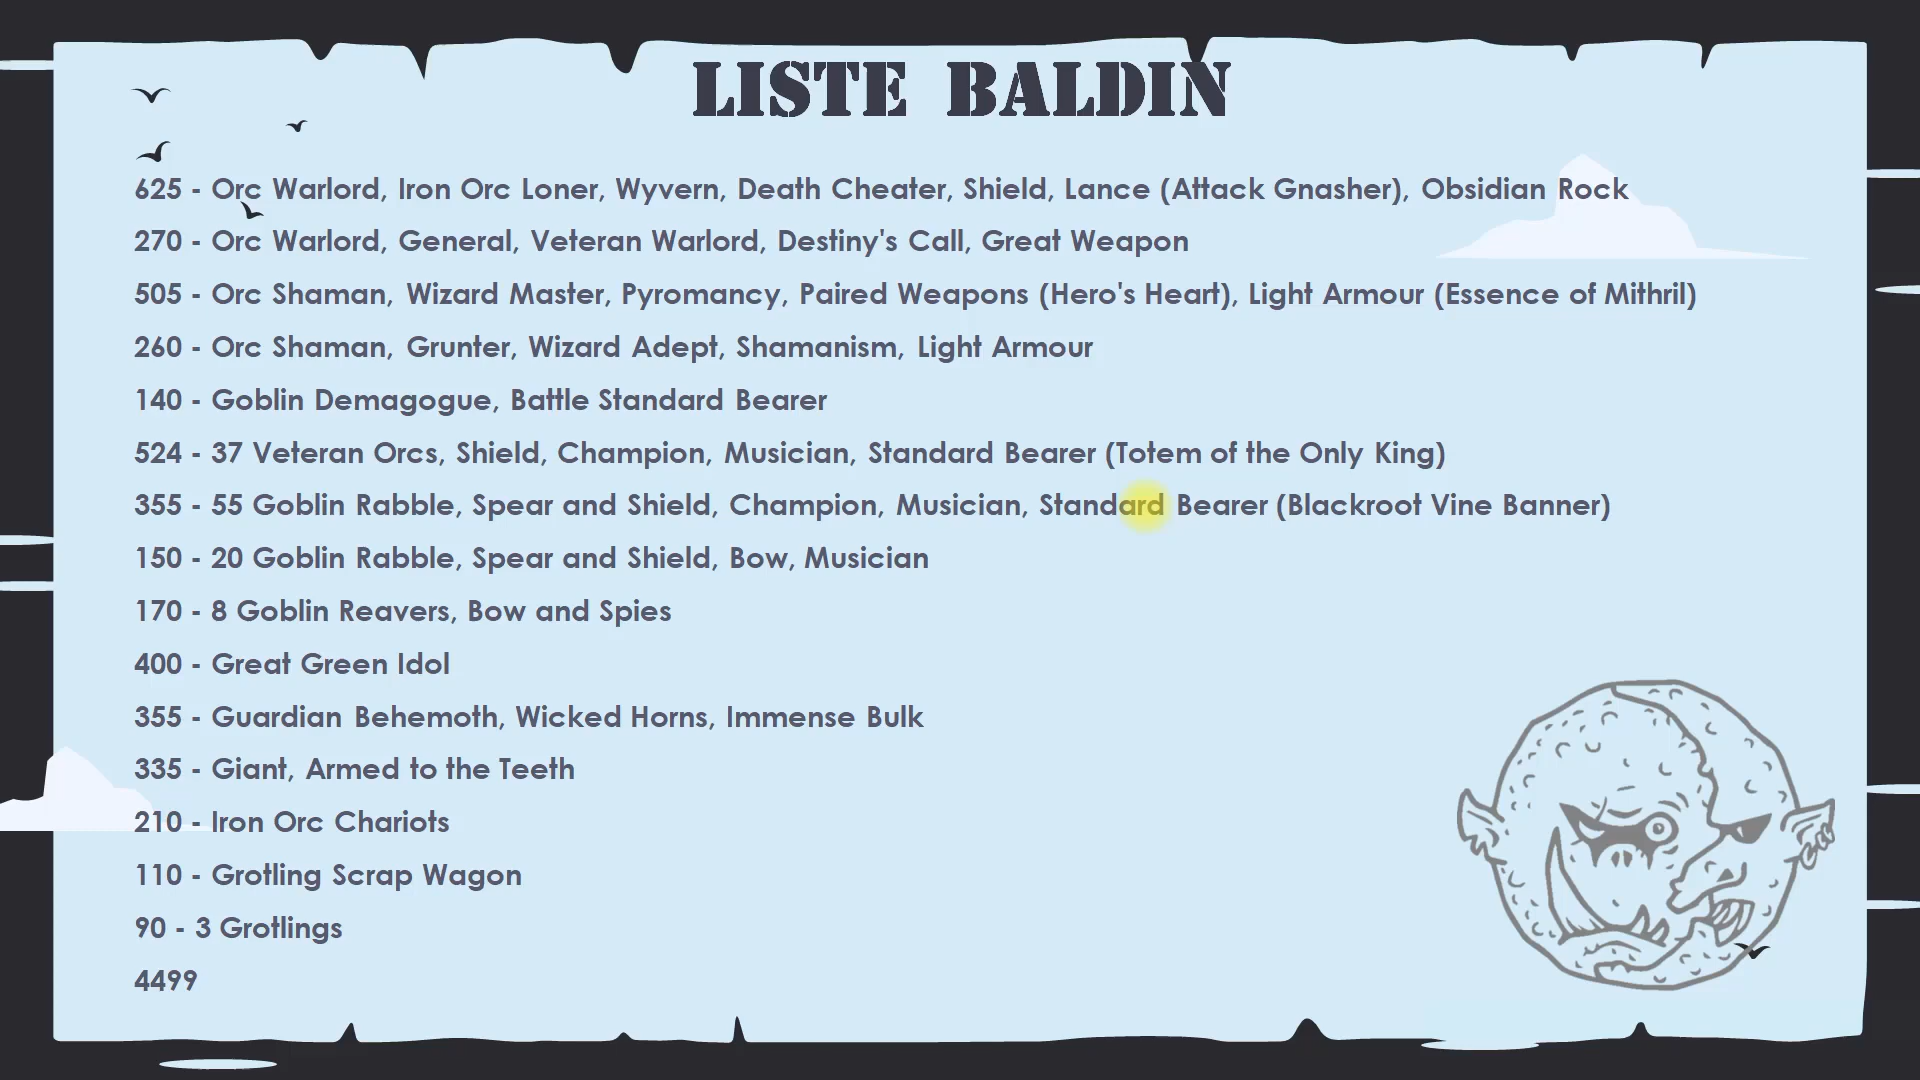 LISTE BALDIN
625 - Orc Warlord, Iron Orc Loner, Wyvern, Death Cheater, Shield, Lance (Attack Gnasher), Obsidian Rock
270 - Orc Warlord, General, Veteran Warlord, Destiny's Call, Great Weapon
505 - Orc Shaman, Wizard Master, Pyromancy, Paired Weapons (Hero's Heart), Light Armour (Essence of Mithril)
260 - Orc Shaman, Grunter, Wizard Adept, Shamanism, Light Armour
140 - Goblin Demagogue, Battle Standard Bearer
524 - 37 Veteran Orcs, Shield, Champion, Musician, Standard Bearer (Totem of the Only King)
355 - 55 Goblin Rabble, Spear and Shield, Champion, Musician, Standard Bearer (Blackroot Vine Banner)
150 - 20 Goblin Rabble, Spear and Shield, Bow, Musician
170 - 8 Goblin Reavers, Bow and Spies
400 - Great Green Idol
355 - Guardian Behemoth, Wicked Horns, Immense Bulk
335 - Giant, Armed to the Teeth
210 - Iron Orc Chariots
110 - Grotling Scrap Wagon
90 - 3 Grotlings
4499